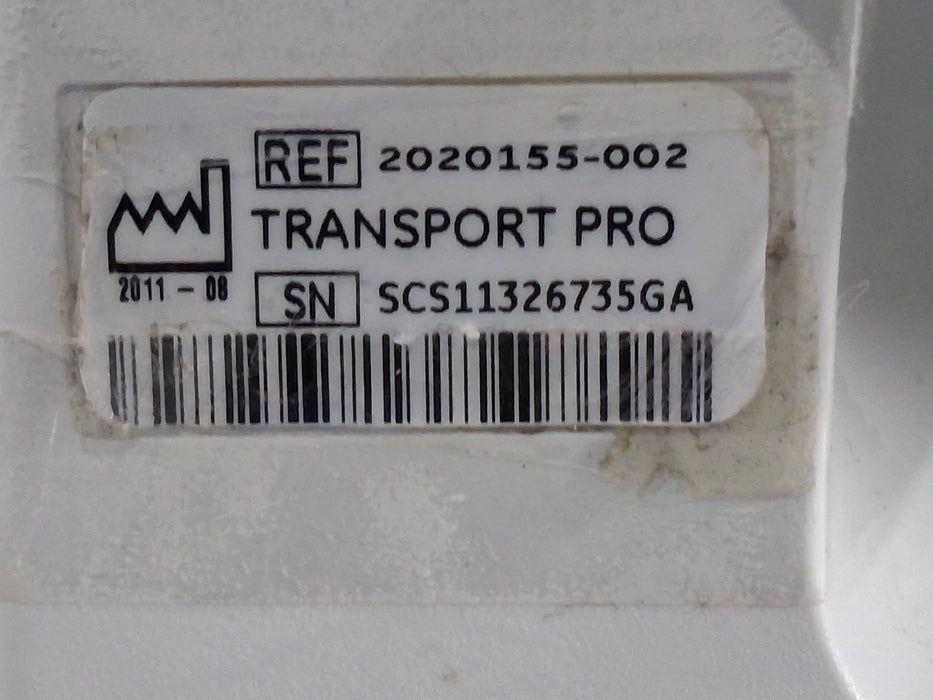 REF 2020155-002
TRANSPORT PRO
2011 - 08
SN SCS11326735GA